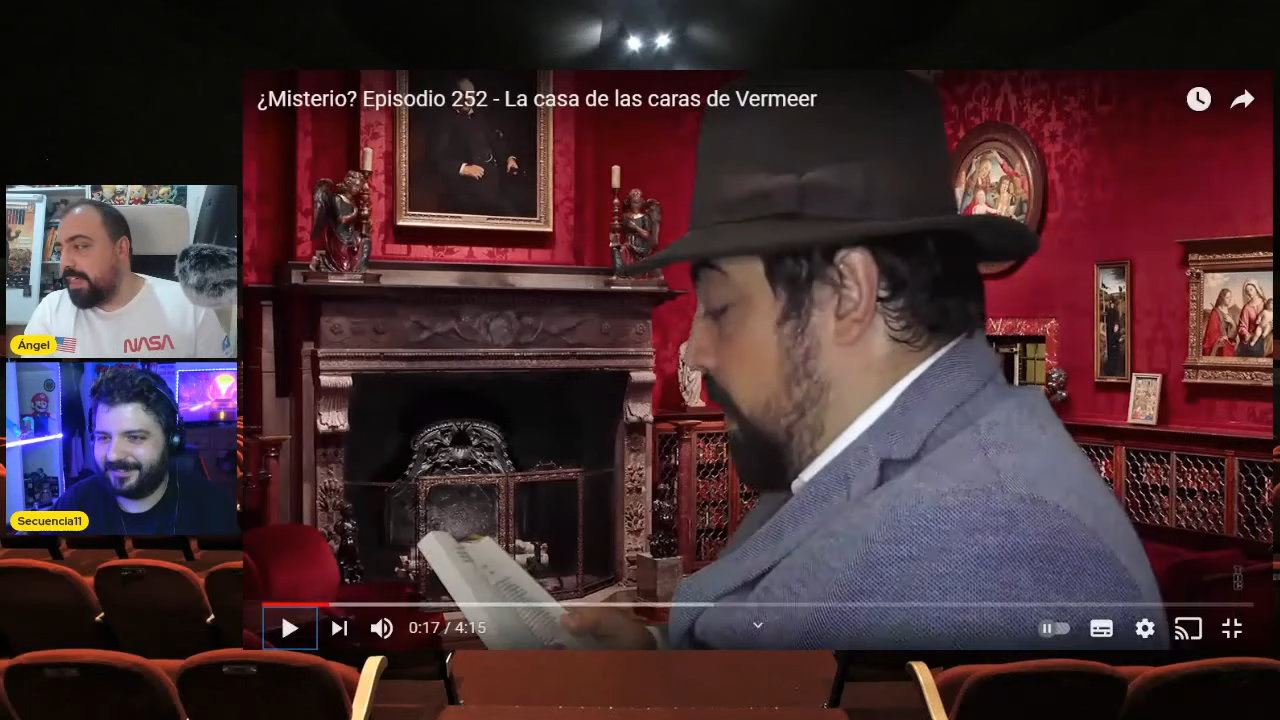 ¿Misterio? Episodio 252 - La casa de las caras de Vermeer
Ángel
NASA
Secuencia11
0:17 / 4:15